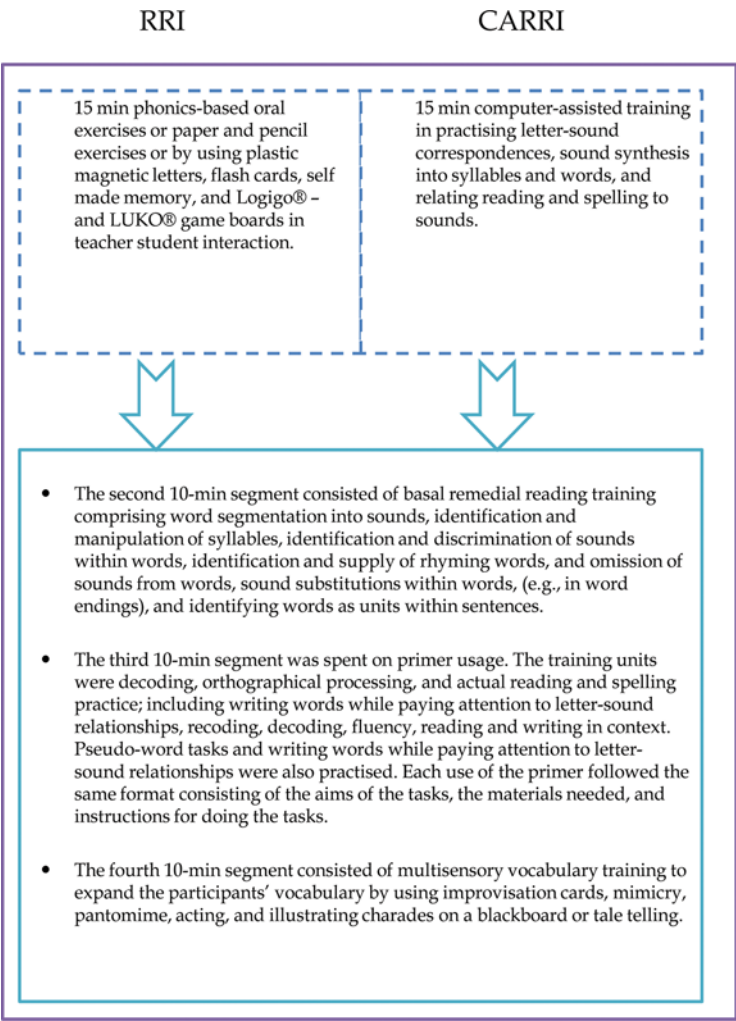 RRI
CARRI
15 min phonics-based oral
exercises or paper and pencil
exercises or by using plastic
magnetic letters, flash cards, self
made memory, and Logigo® –
and LUKO® game boards in
teacher student interaction.
15 min computer-assisted training
in practising letter-sound
correspondences, sound synthesis
into syllables and words, and
relating reading and spelling to
sounds.
• The second 10-min segment consisted of basal remedial reading training
comprising word segmentation into sounds, identification and
manipulation of syllables, identification and discrimination of sounds
within words, identification and supply of rhyming words, and omission of
sounds from words, sound substitutions within words, (e.g., in word
endings), and identifying words as units within sentences.
• The third 10-min segment was spent on primer usage. The training units
were decoding, orthographical processing, and actual reading and spelling
practice; including writing words while paying attention to letter-sound
relationships, recoding, decoding, fluency, reading and writing in context.
Pseudo-word tasks and writing words while paying attention to letter-
sound relationships were also practised. Each use of the primer followed the
same format consisting of the aims of the tasks, the materials needed, and
instructions for doing the tasks.
• The fourth 10-min segment consisted of multisensory vocabulary training to
expand the participants’ vocabulary by using improvisation cards, mimicry,
pantomime, acting, and illustrating charades on a blackboard or tale telling.